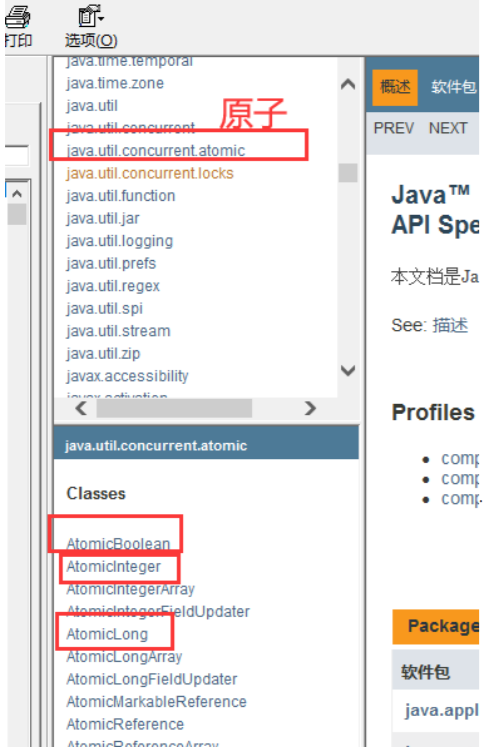 打印
选项(O)
java.time.temporal
java.time.zone
java.util
java.util.concurrent
原子
java.util.concurrent.atomic
java.util.concurrent.locks
java.util.function
java.util.jar
java.util.logging
java.util.prefs
java.util.regex
java.util.spi
java.util.stream
java.util.zip
javax.accessibility
javax.activation
java.util.concurrent.atomic
Classes
AtomicBoolean
AtomicInteger
AtomicIntegerArray
AtomicIntegerFieldUpdater
AtomicLong
AtomicLongArray
AtomicLongFieldUpdater
AtomicMarkableReference
AtomicReference
AtomicReferenceArray
概述 软件包
PREV NEXT
Java™
API Spe
本文档是Ja
See: 描述
Profiles
comp
comp
comp
Package
软件包
java.appl